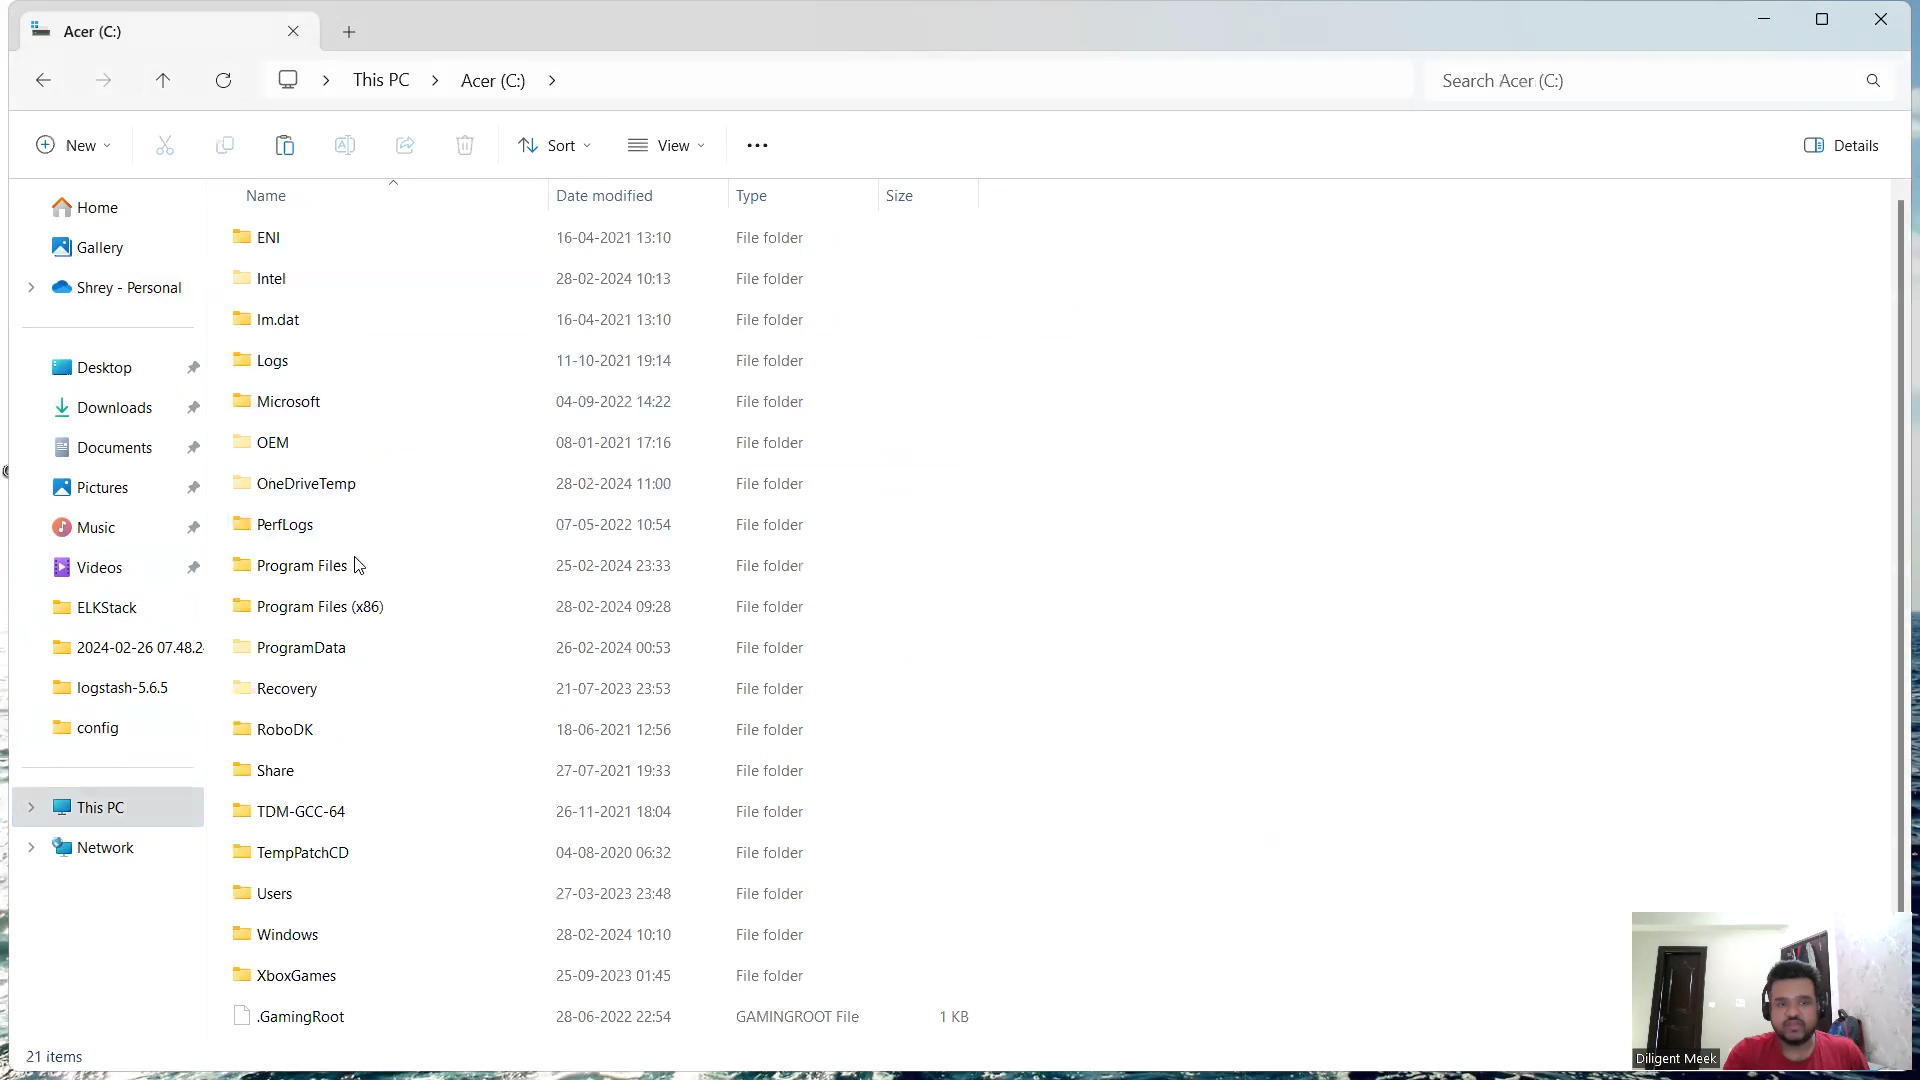 Acer (C:)
This PC
Acer (C:)
Search Acer (C:)
New
Sort
View
Details
Name
Date modified
Type
Size
Home
Gallery
Shrey - Personal
Desktop
Downloads
Documents
Pictures
Music
Videos
ELKStack
2024-02-26 07.48.2
logstash-5.6.5
config
This PC
Network
ENI 16-04-2021 13:10 File folder
Intel 28-02-2024 10:13 File folder
lm.dat 16-04-2021 13:10 File folder
Logs 11-10-2021 19:14 File folder
Microsoft 04-09-2022 14:22 File folder
OEM 08-01-2021 17:16 File folder
OneDriveTemp 28-02-2024 11:00 File folder
PerfLogs 07-05-2022 10:54 File folder
Program Files 25-02-2024 23:33 File folder
Program Files (x86) 28-02-2024 09:28 File folder
ProgramData 26-02-2024 00:53 File folder
Recovery 21-07-2023 23:53 File folder
RoboDK 18-06-2021 12:56 File folder
Share 27-07-2021 19:33 File folder
TDM-GCC-64 26-11-2021 18:04 File folder
TempPatchCD 04-08-2020 06:32 File folder
Users 27-03-2023 23:48 File folder
Windows 28-02-2024 10:10 File folder
XboxGames 25-09-2023 01:45 File folder
.GamingRoot 28-06-2022 22:54 GAMINGROOT File 1 KB
21 items
Diligent Meek